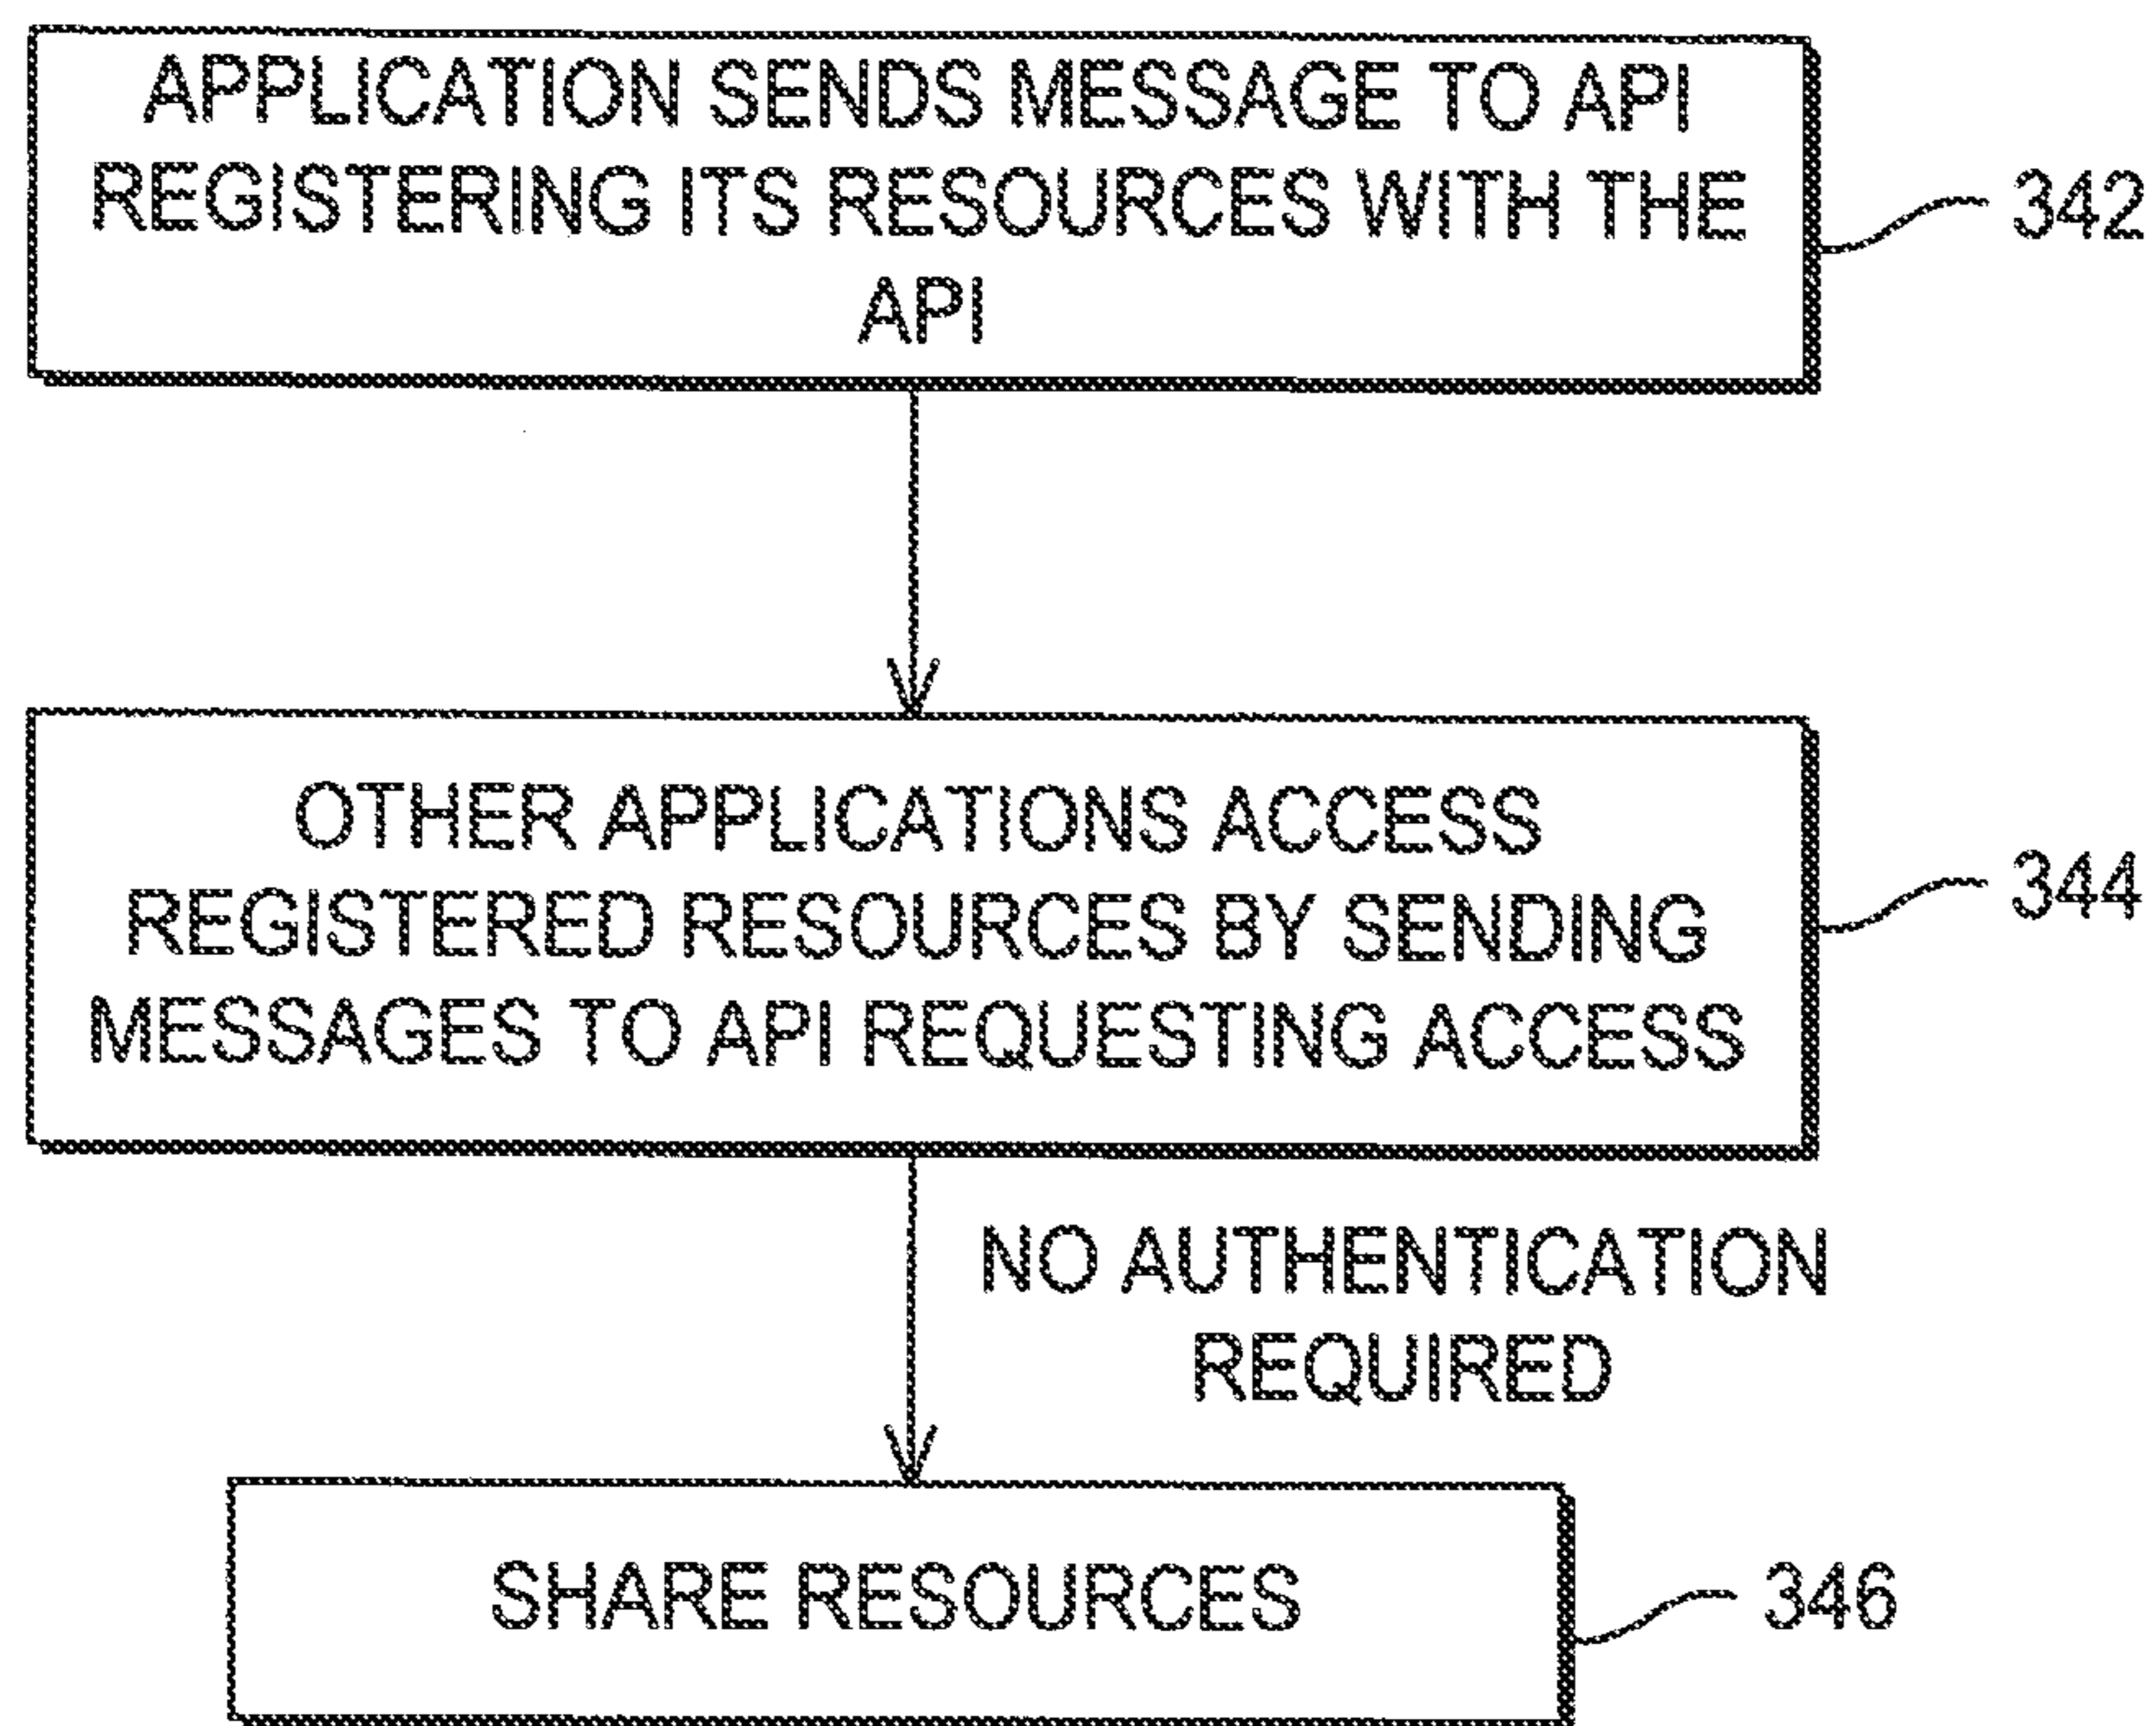 APPLICATION SENDS MESSAGE TO API
REGISTERING ITS RESOURCES WITH THE
API
342
OTHER APPLICATIONS ACCESS
REGISTERED RESOURCES BY SENDING
MESSAGES TO API REQUESTING ACCESS
344
NO AUTHENTICATION
REQUIRED
SHARE RESOURCES
346